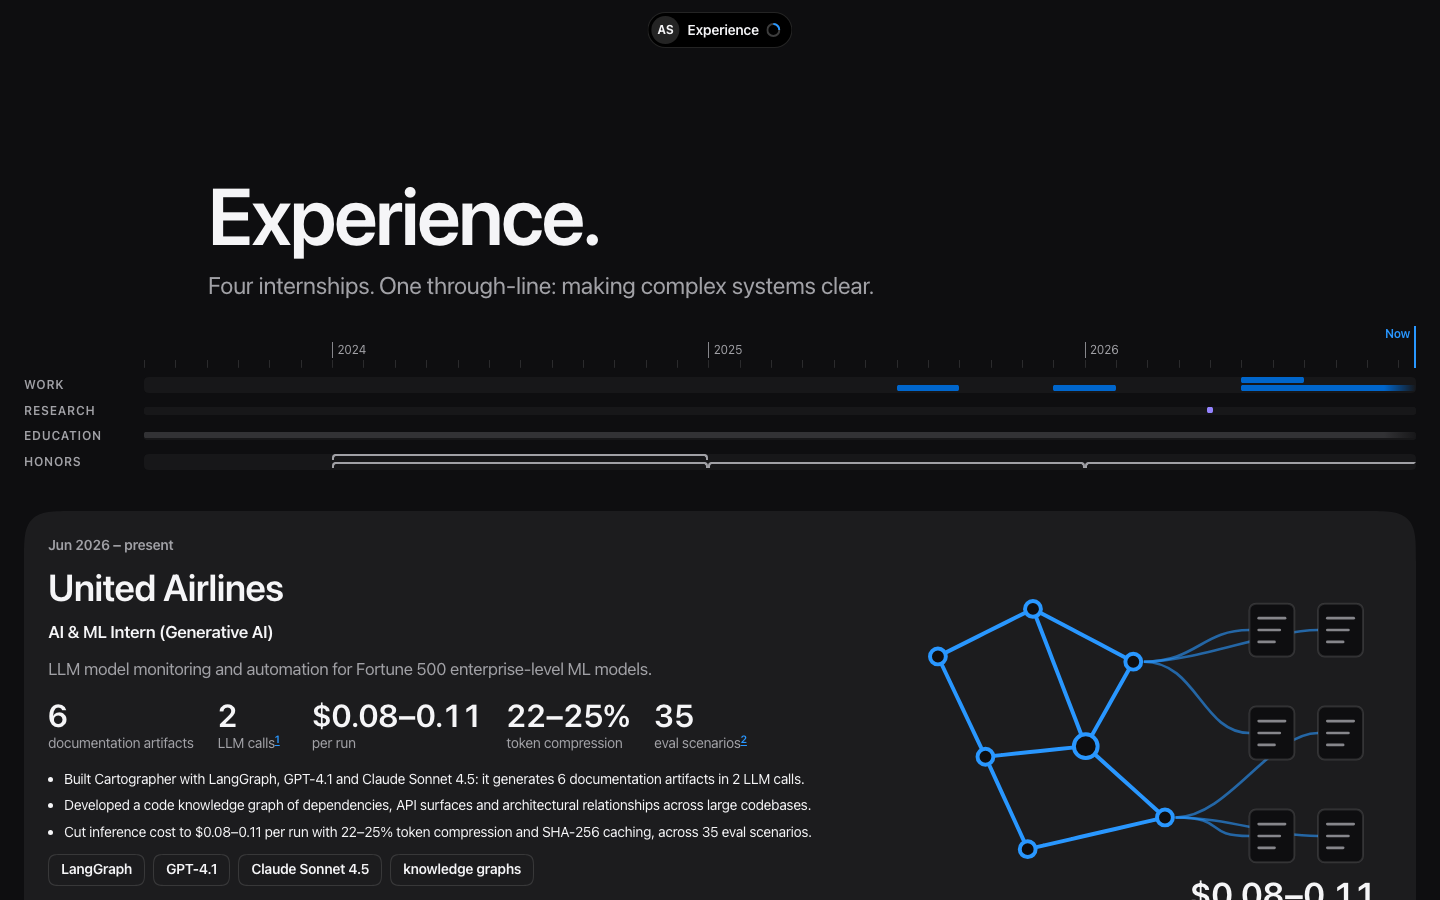 AS Experience
Experience.
Four internships. One through-line: making complex systems clear.
Now
2024 2025 2026
WORK
RESEARCH
EDUCATION
HONORS
Jun 2026 – present
United Airlines
AI & ML Intern (Generative AI)
LLM model monitoring and automation for Fortune 500 enterprise-level ML models.
6 2 $0.08–0.11 22–25% 35
documentation artifacts LLM calls1 per run token compression eval scenarios2
• Built Cartographer with LangGraph, GPT-4.1 and Claude Sonnet 4.5: it generates 6 documentation artifacts in 2 LLM calls.
• Developed a code knowledge graph of dependencies, API surfaces and architectural relationships across large codebases.
• Cut inference cost to $0.08–0.11 per run with 22–25% token compression and SHA-256 caching, across 35 eval scenarios.
LangGraph GPT-4.1 Claude Sonnet 4.5 knowledge graphs
$0.08–0.11